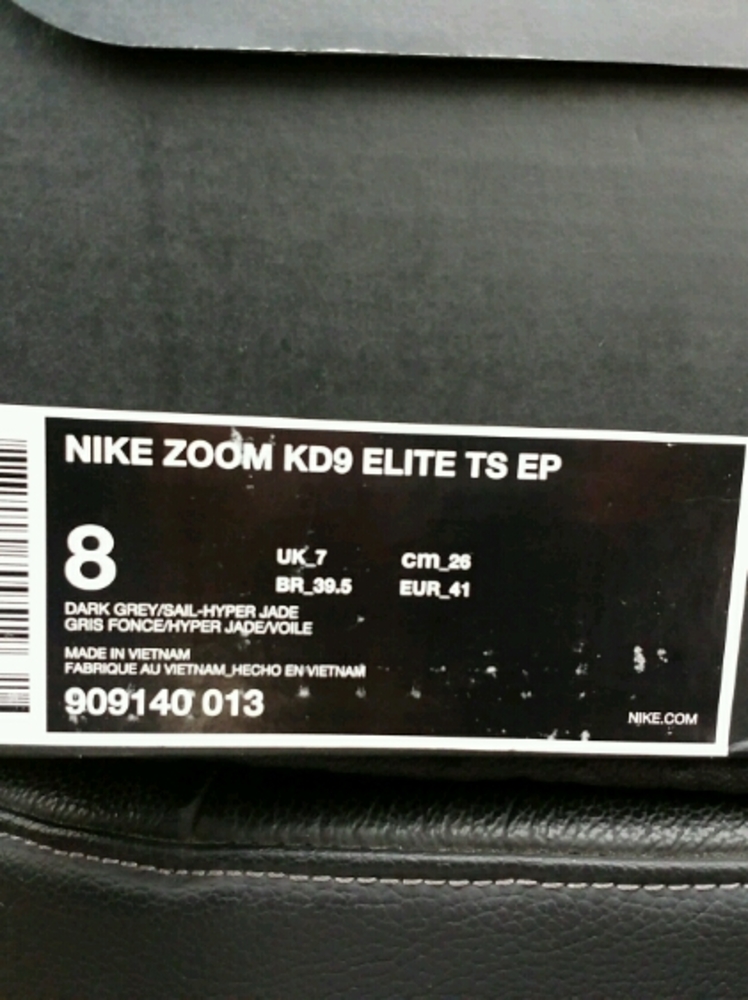 NIKE ZOOM KD9 ELITE TS EP
8
UK_7 cm_26
BR_39.5 EUR_41
DARK GREY/SAIL-HYPER JADE
GRIS FONCE/HYPER JADE/VOILE
MADE IN VIETNAM
FABRIQUE AU VIETNAM_HECHO EN VIETNAM
909140 013
NIKE.COM